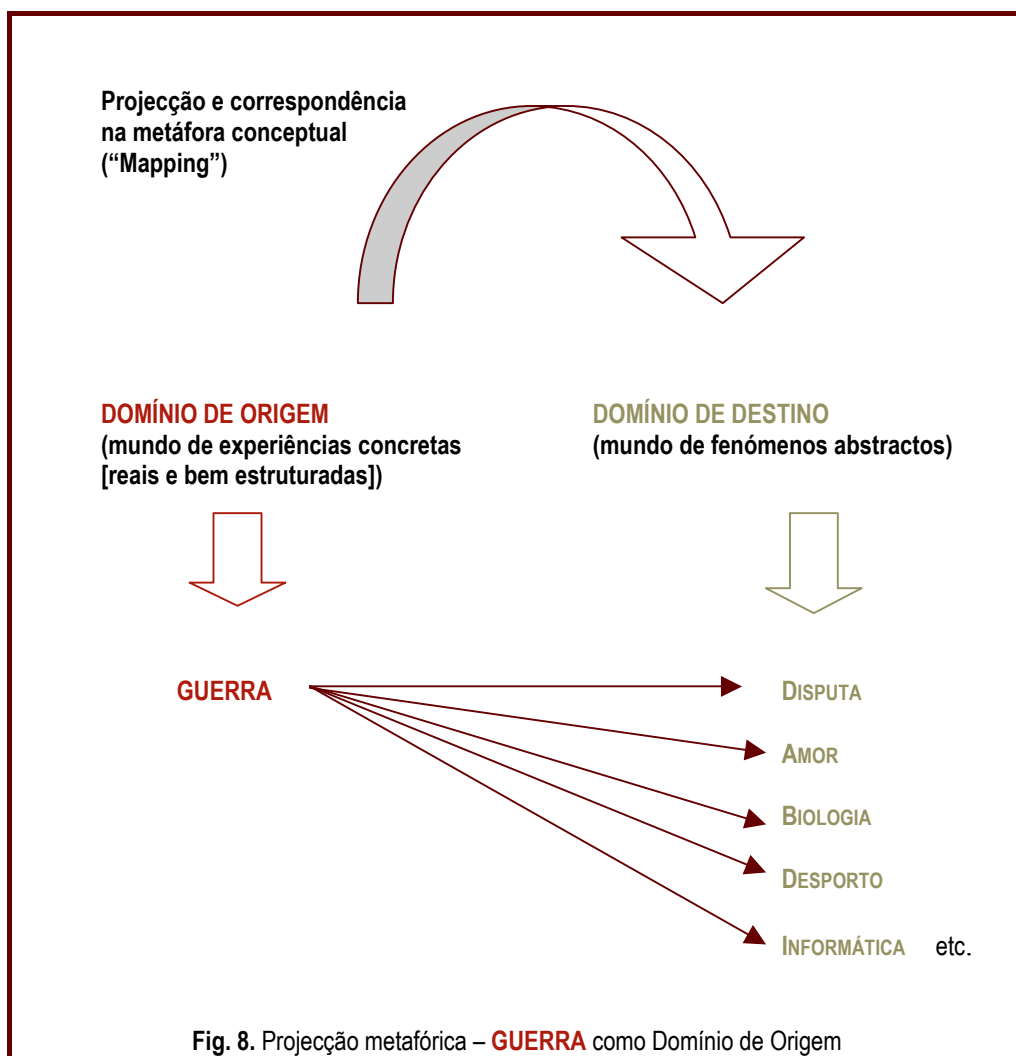 Projecção e correspondência
na metáfora conceptual
(“Mapping”)
DOMÍNIO DE ORIGEM
(mundo de experiências concretas
[reais e bem estruturadas])
DOMÍNIO DE DESTINO
(mundo de fenómenos abstractos)
GUERRA
DISPUTA
AMOR
BIOLOGIA
DESPORTO
INFORMÁTICA etc.
Fig. 8. Projecção metafórica – GUERRA como Domínio de Origem